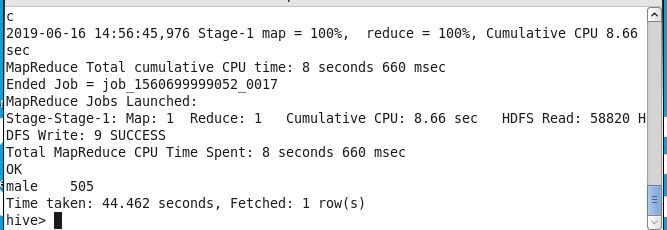 c
2019-06-16 14:56:45,976 Stage-1 map = 100%,  reduce = 100%, Cumulative CPU 8.66
sec
MapReduce Total cumulative CPU time: 8 seconds 660 msec
Ended Job = job_1560699999052_0017
MapReduce Jobs Launched:
Stage-Stage-1: Map: 1  Reduce: 1   Cumulative CPU: 8.66 sec   HDFS Read: 58820 H
DFS Write: 9 SUCCESS
Total MapReduce CPU Time Spent: 8 seconds 660 msec
OK
male    505
Time taken: 44.462 seconds, Fetched: 1 row(s)
hive>